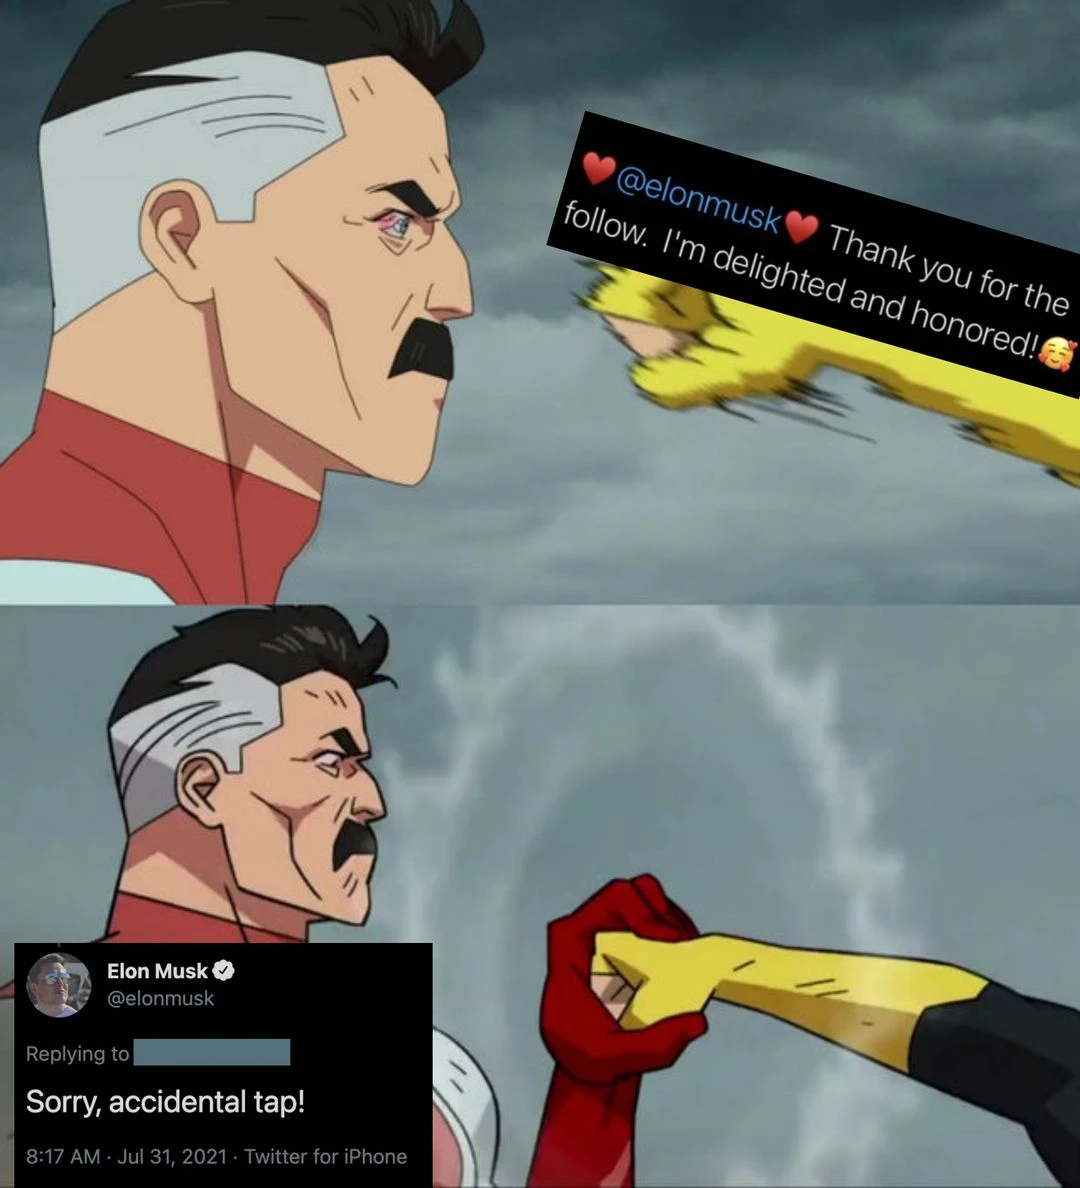 ❤️@elonmusk❤️ Thank you for the
follow. I'm delighted and honored!🥰
Elon Musk
@elonmusk
Replying to
Sorry, accidental tap!
8:17 AM · Jul 31, 2021 · Twitter for iPhone